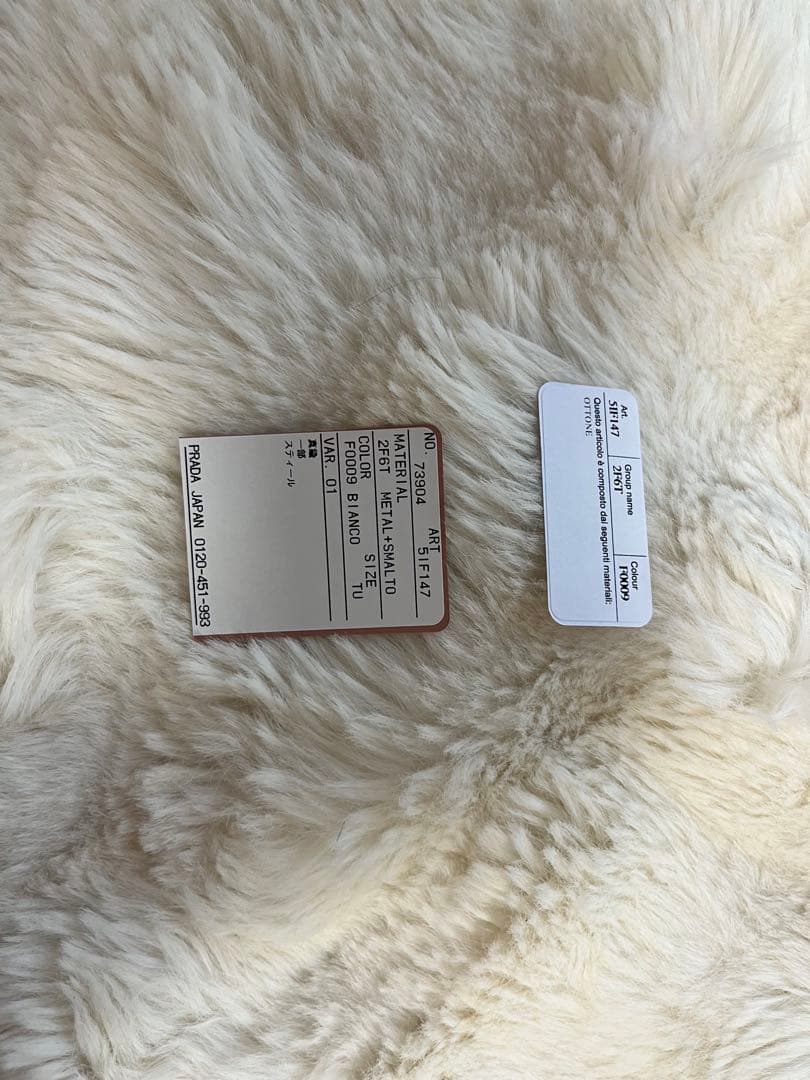 NO. 73904 ART 5IF147
MATERIAL
2F6T METAL+SMALTO
COLOR SIZE
F0009 BIANCO TU
VAR. 01
真鍮
一部
スティール
PRADA JAPAN 0120-451-993
Art. Group name Colour
5IF147 2F6T F0009
Questo articolo è composto dai seguenti materiali:
OTTONE